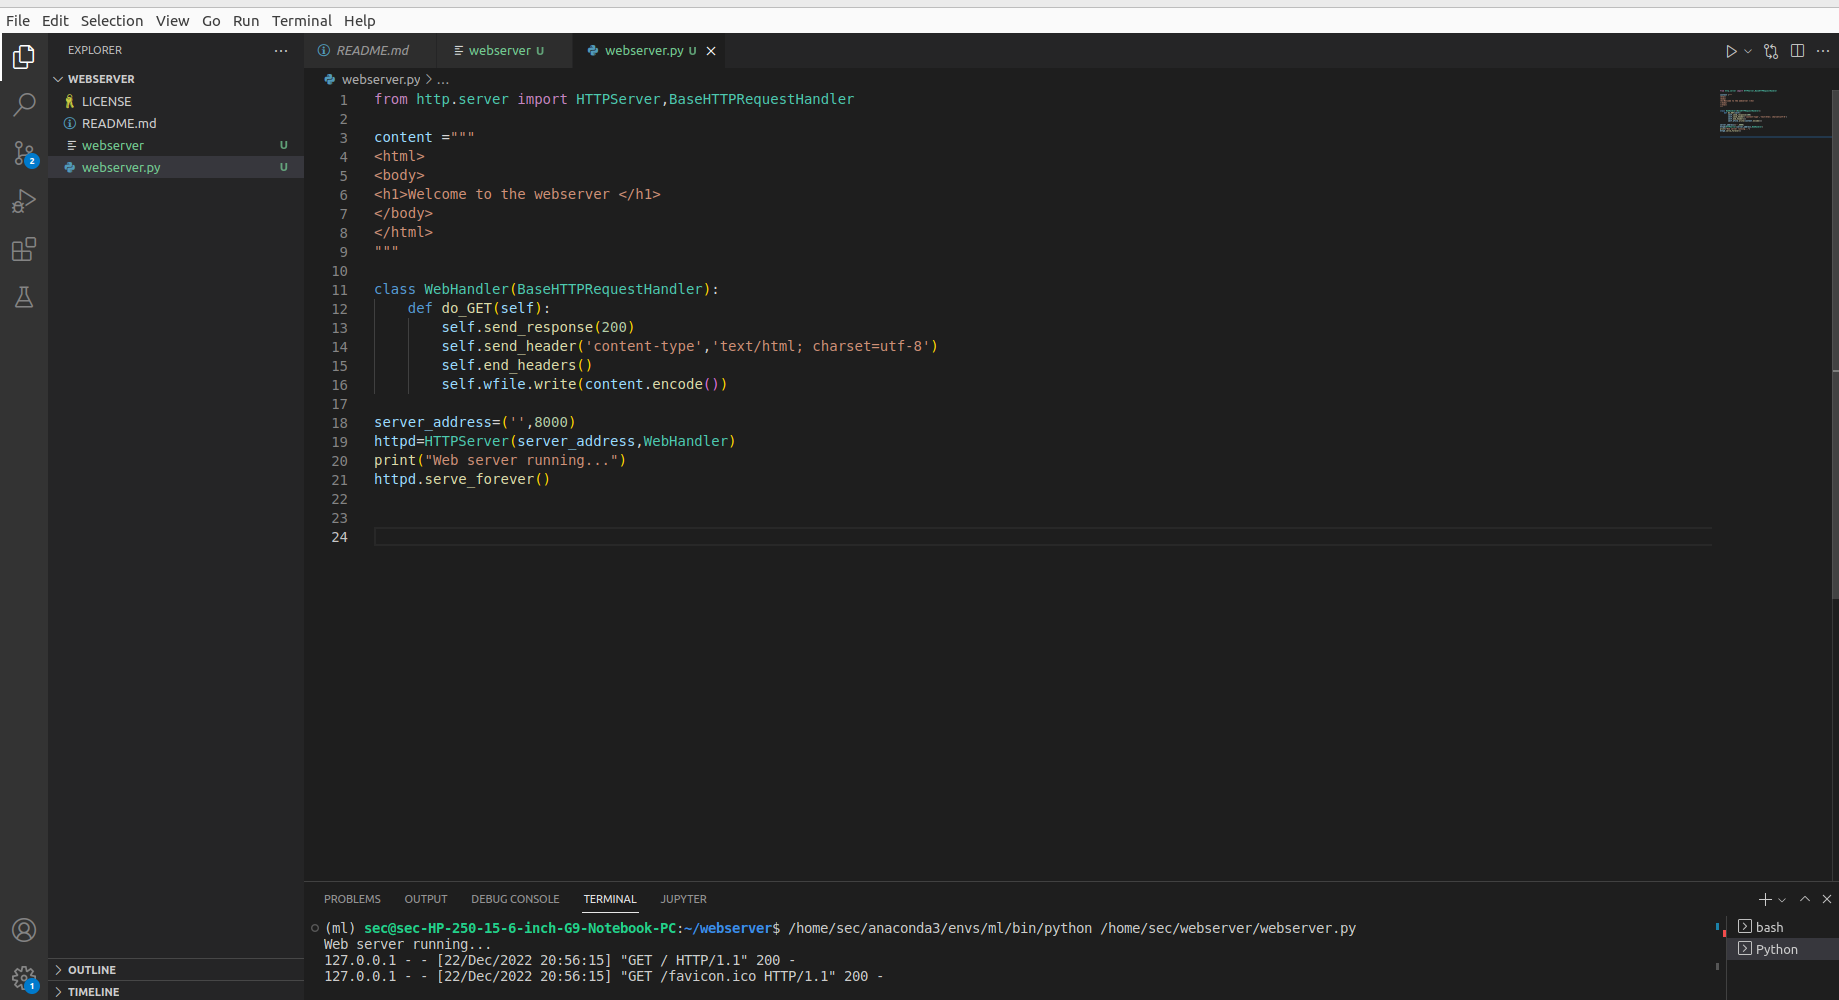 File Edit Selection View Go Run Terminal Help
EXPLORER ...
README.md webserver U webserver.py U
WEBSERVER
LICENSE
README.md
webserver U
webserver.py U
2
webserver.py > ...
1 from http.server import HTTPServer,BaseHTTPRequestHandler
2
3 content ="""
4 <html>
5 <body>
6 <h1>Welcome to the webserver </h1>
7 </body>
8 </html>
9 """
10
11 class WebHandler(BaseHTTPRequestHandler):
12 def do_GET(self):
13 self.send_response(200)
14 self.send_header('content-type','text/html; charset=utf-8')
15 self.end_headers()
16 self.wfile.write(content.encode())
17
18 server_address=('',8000)
19 httpd=HTTPServer(server_address,WebHandler)
20 print("Web server running...")
21 httpd.serve_forever()
22
23
24
PROBLEMS OUTPUT DEBUG CONSOLE TERMINAL JUPYTER
(ml) sec@sec-HP-250-15-6-inch-G9-Notebook-PC:~/webserver$ /home/sec/anaconda3/envs/ml/bin/python /home/sec/webserver/webserver.py
Web server running...
127.0.0.1 - - [22/Dec/2022 20:56:15] "GET / HTTP/1.1" 200 -
127.0.0.1 - - [22/Dec/2022 20:56:15] "GET /favicon.ico HTTP/1.1" 200 -
bash
Python
OUTLINE
TIMELINE
1